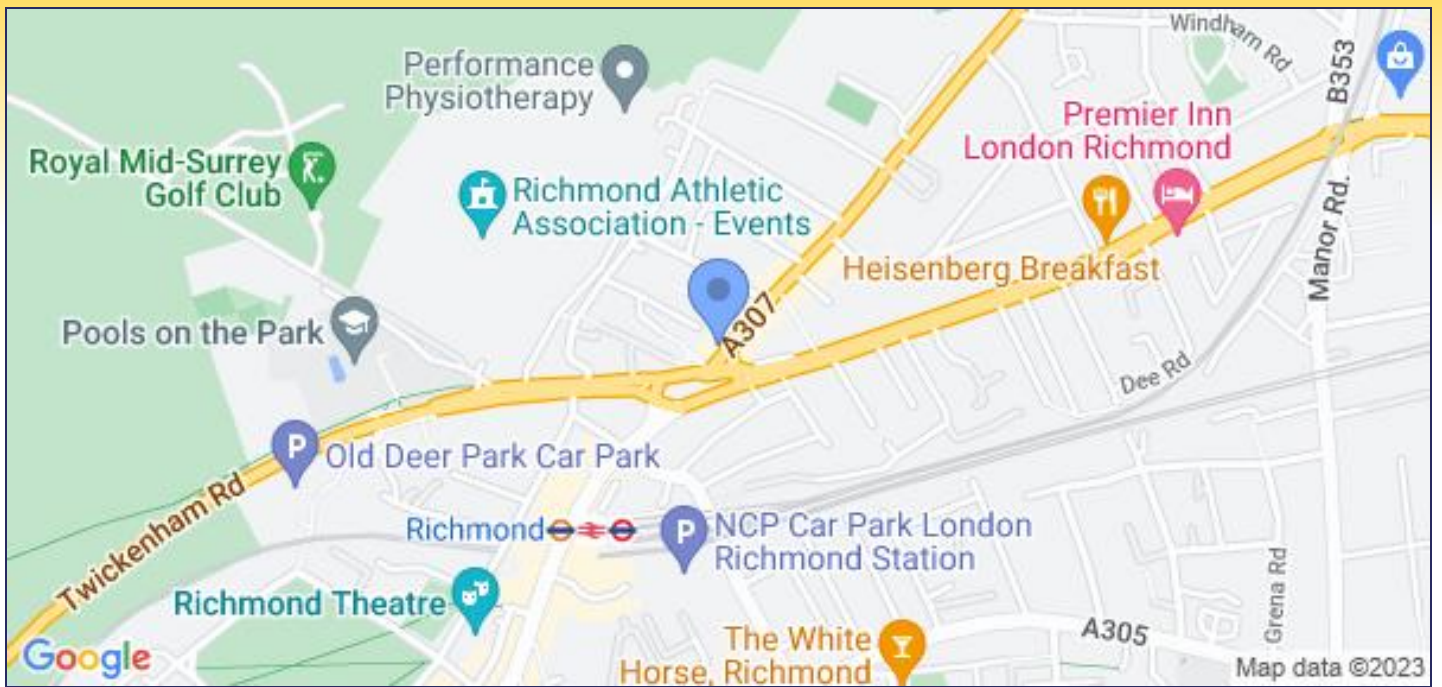 Windham Rd
Performance
Physiotherapy
B353
Premier Inn
London Richmond
Royal Mid-Surrey
Golf Club
Richmond Athletic
Association - Events
Manor Rd.
Heisenberg Breakfast
A307
Pools on the Park
Dee Rd
P
Old Deer Park Car Park
Twickenham Rd
Richmond
P
NCP Car Park London
Richmond Station
Richmond Theatre
Grena Rd
A305
The White
Horse, Richmond
Google
Map data ©2023